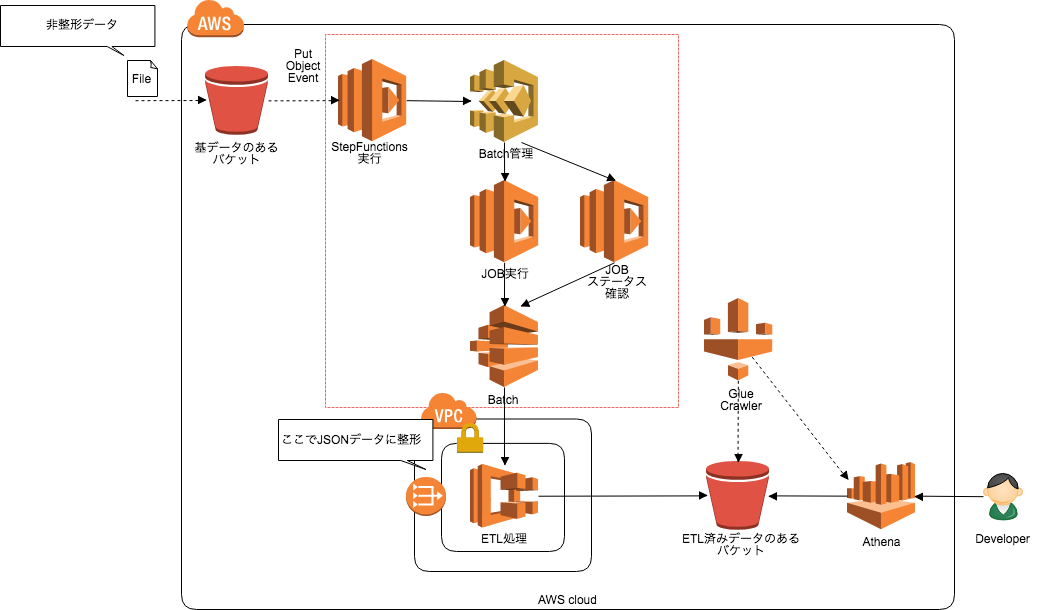 非整形データ
AWS
File
Put
Object
Event
基データのある
バケット
StepFunctions
実行
Batch管理
JOB実行
JOB
ステータス
確認
Batch
Glue
Crawler
VPC
ここでJSONデータに整形
ETL処理
ETL済みデータのある
バケット
Athena
Developer
AWS cloud